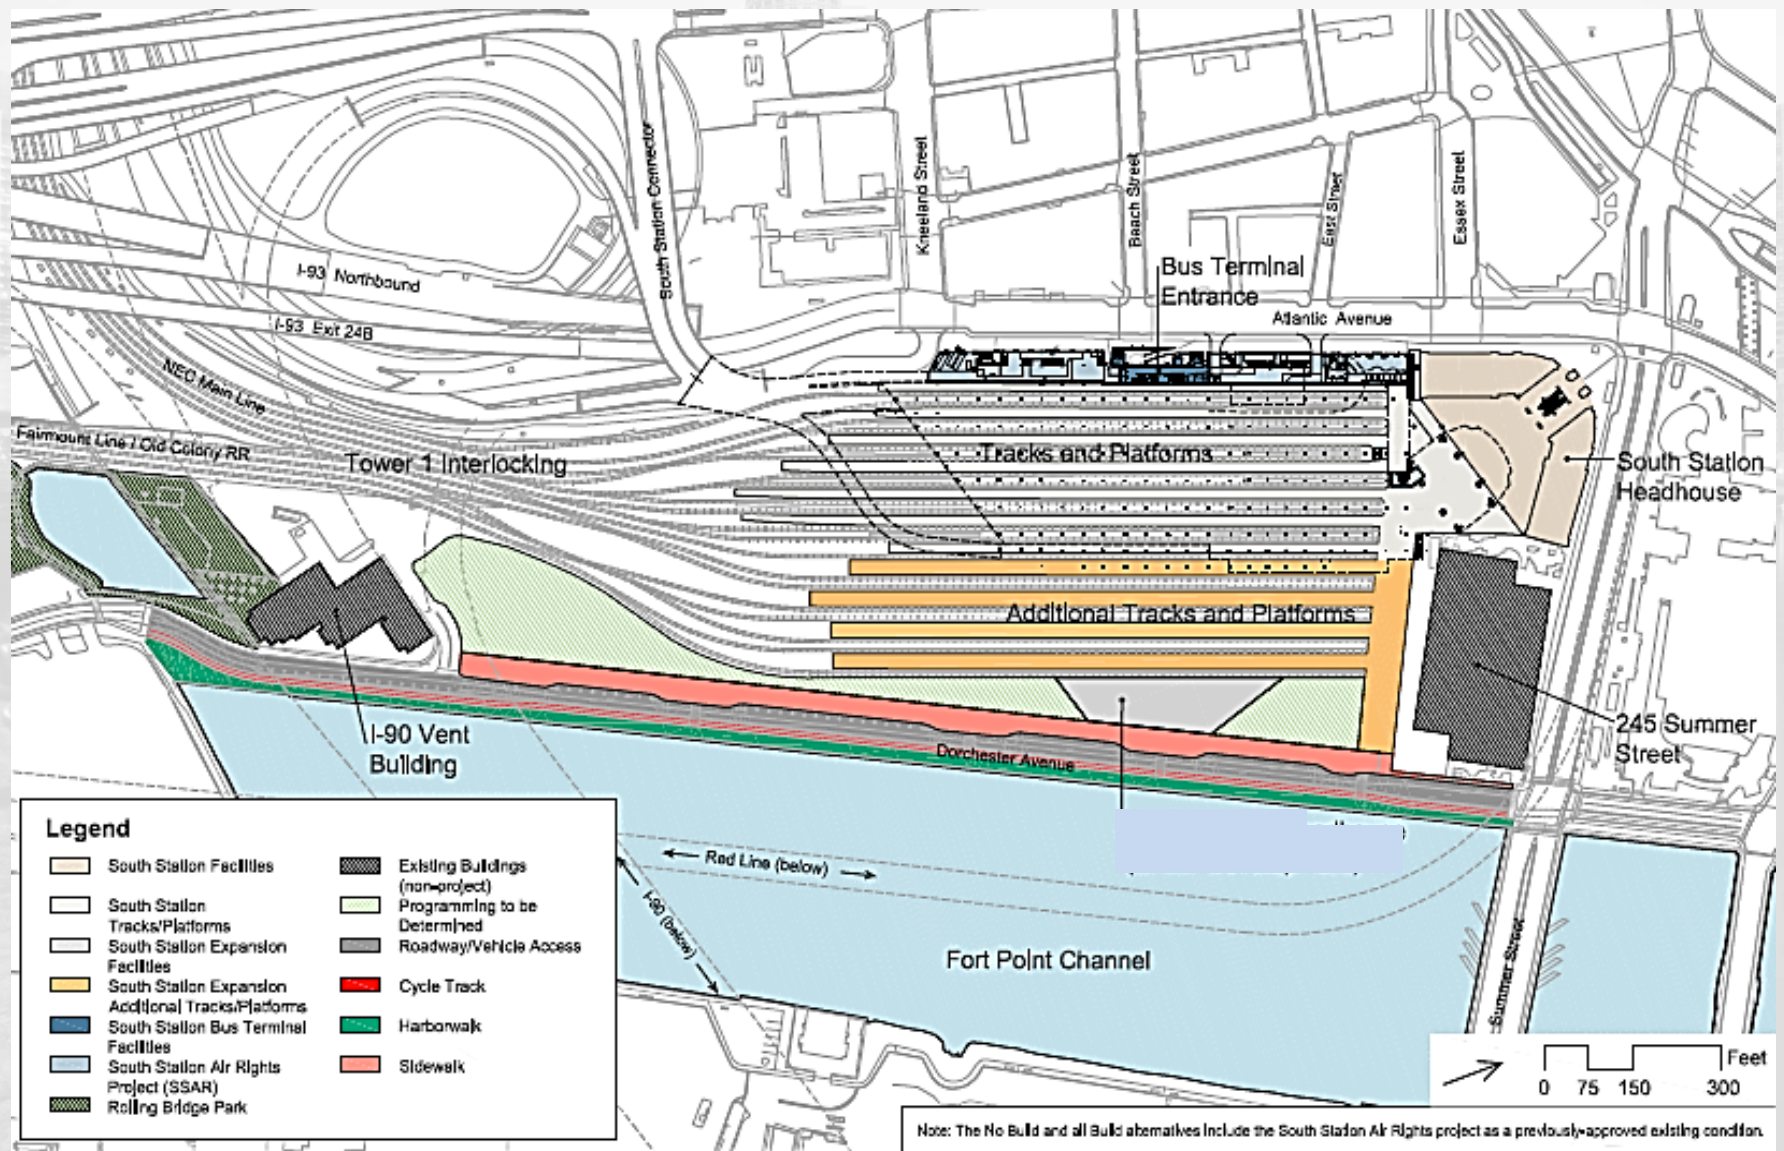 South Station Connector
Kneeland Street
Beach Street
East Street
Essex Street
I-93 Northbound
I-93 Exit 24B
Bus Terminal
Entrance
Atlantic Avenue
NEC Main Line
Fairmount Line / Old Colony RR
Tower 1 Interlocking
Tracks and Platforms
South Station
Headhouse
Additional Tracks and Platforms
I-90 Vent
Building
Dorchester Avenue
245 Summer
Street
Red Line (below)
I-90 (below)
Fort Point Channel
Summer Street
Legend
South Station Facilities
South Station
Tracks/Platforms
South Station Expansion
Facilities
South Station Expansion
Additional Tracks/Platforms
South Station Bus Terminal
Facilities
South Station Air Rights
Project (SSAR)
Rolling Bridge Park
Existing Buildings
(non-project)
Programming to be
Determined
Roadway/Vehicle Access
Cycle Track
Harborwalk
Sidewalk
Feet
0 75 150 300
Note: The No Build and all Build alternatives include the South Station Air Rights project as a previously-approved existing condition.